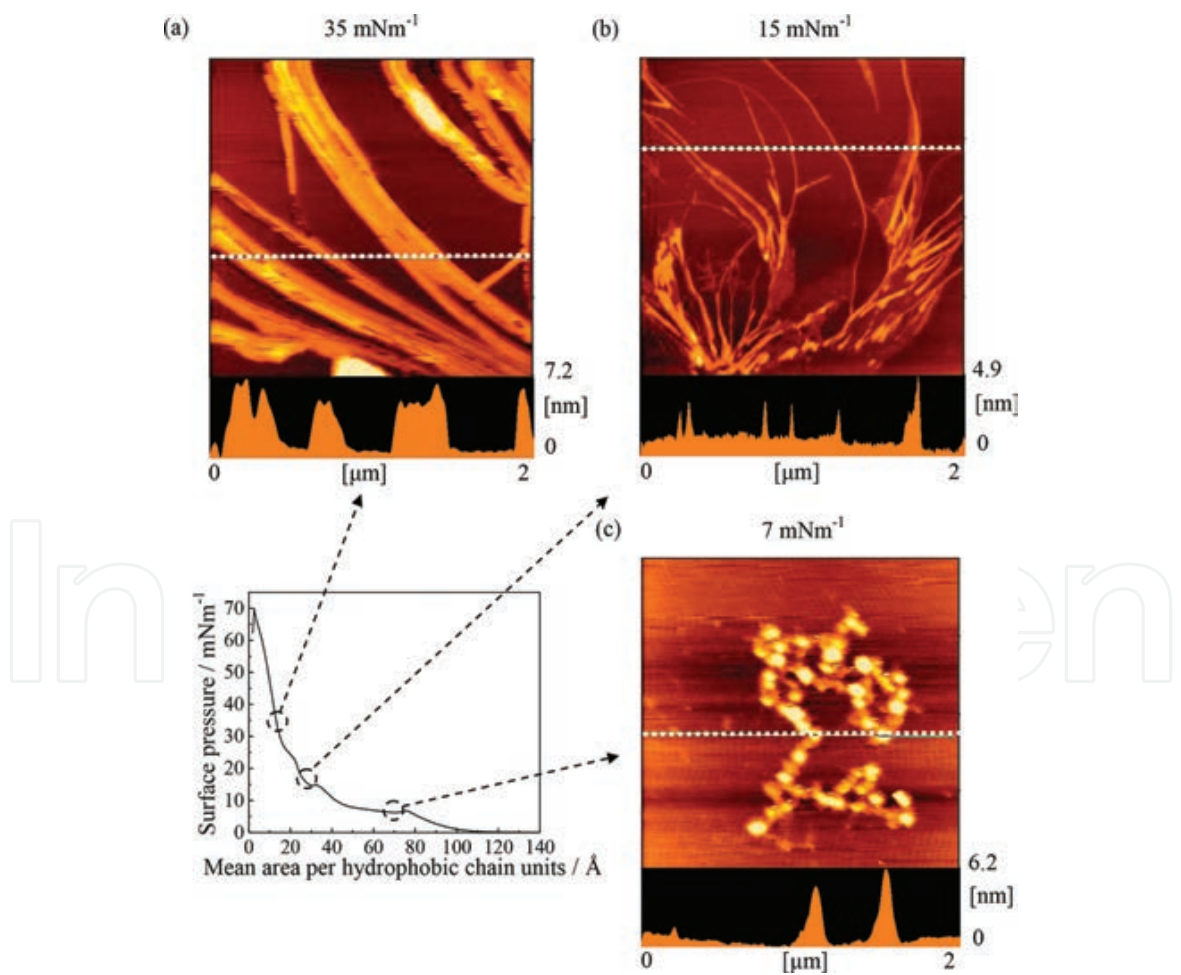 (a) 35 mNm⁻¹
(b) 15 mNm⁻¹
7.2
[nm]
0
0 [μm] 2
4.9
[nm]
0
0 [μm] 2
(c) 7 mNm⁻¹
Surface pressure / mNm⁻¹
70
60
50
40
30
20
10
0
0 20 40 60 80 100 120 140
Mean area per hydrophobic chain units / Å
6.2
[nm]
0
0 [μm] 2
In
en